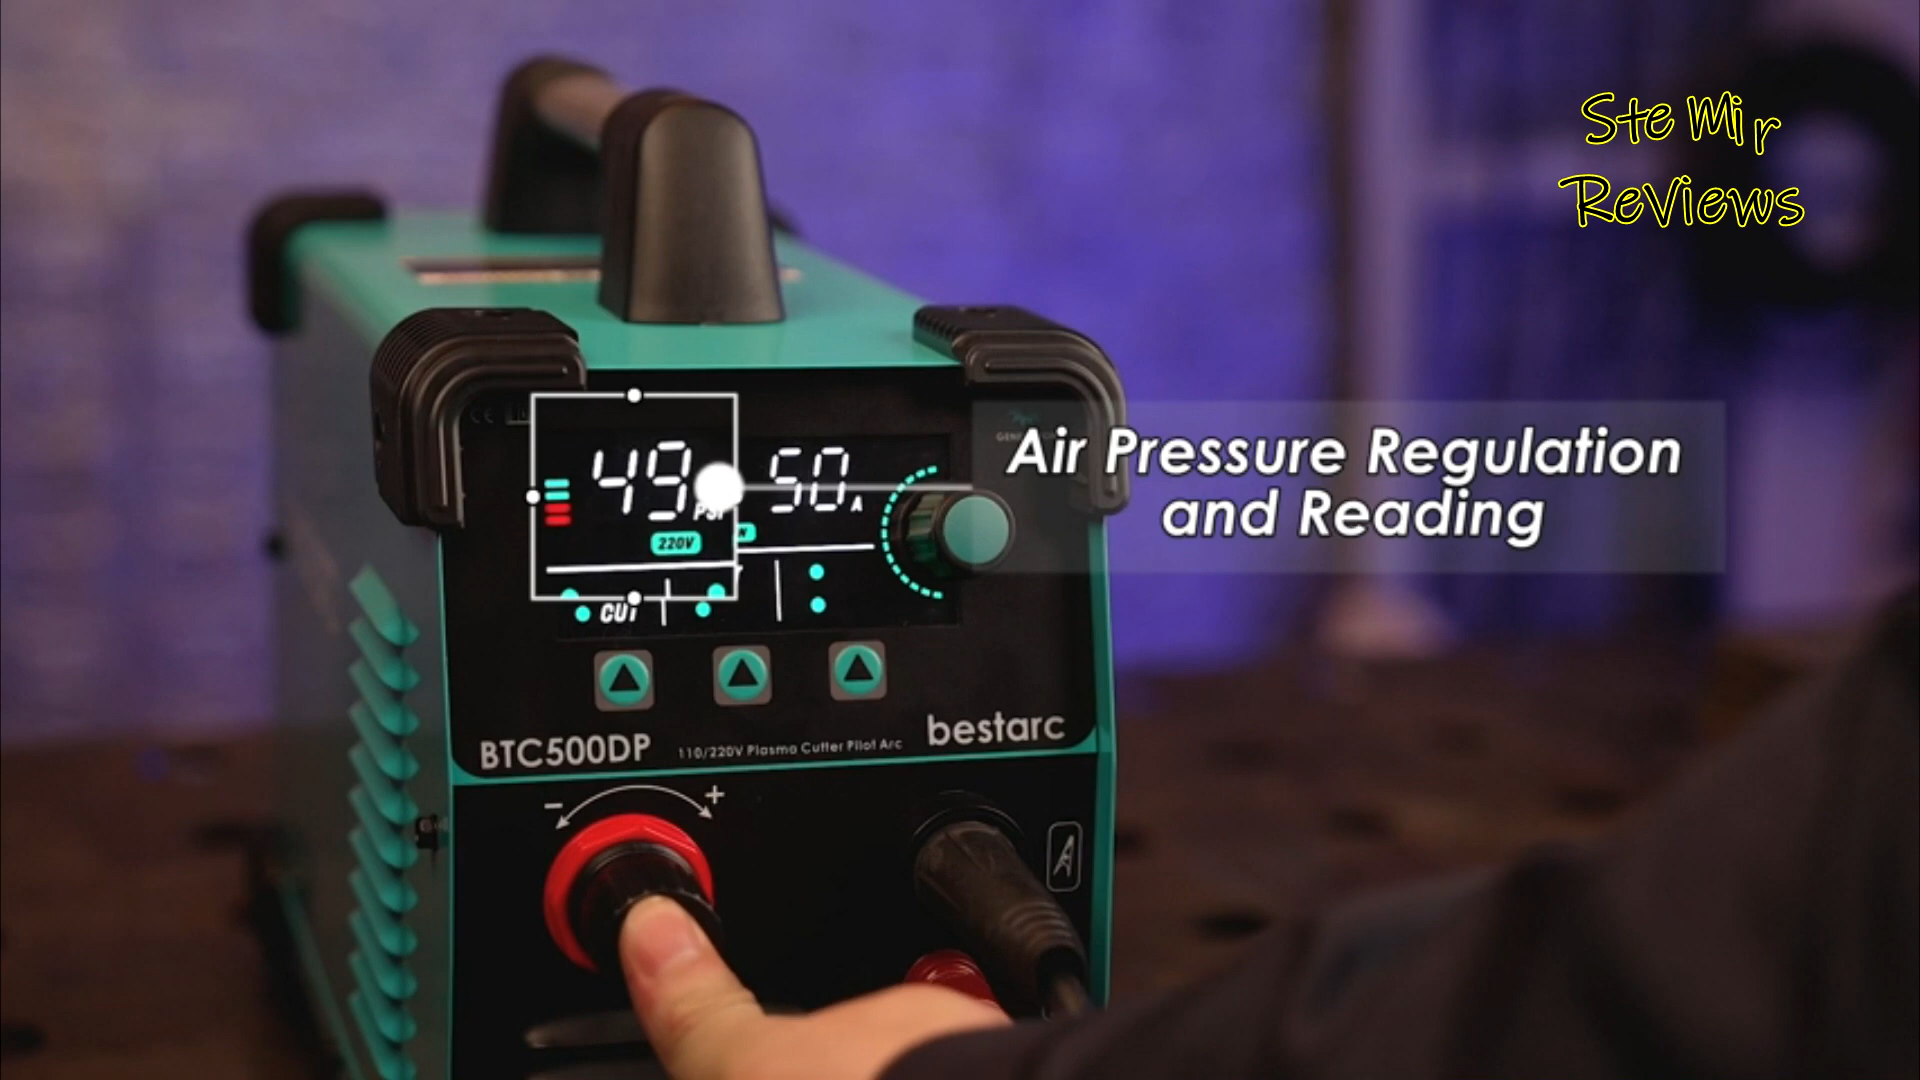 Ste Mir
Reviews
Air Pressure Regulation
and Reading
49 PSI
50 A
220V
CUT
BTC500DP
110/220V Plasma Cutter Pilot Arc
bestarc
- +